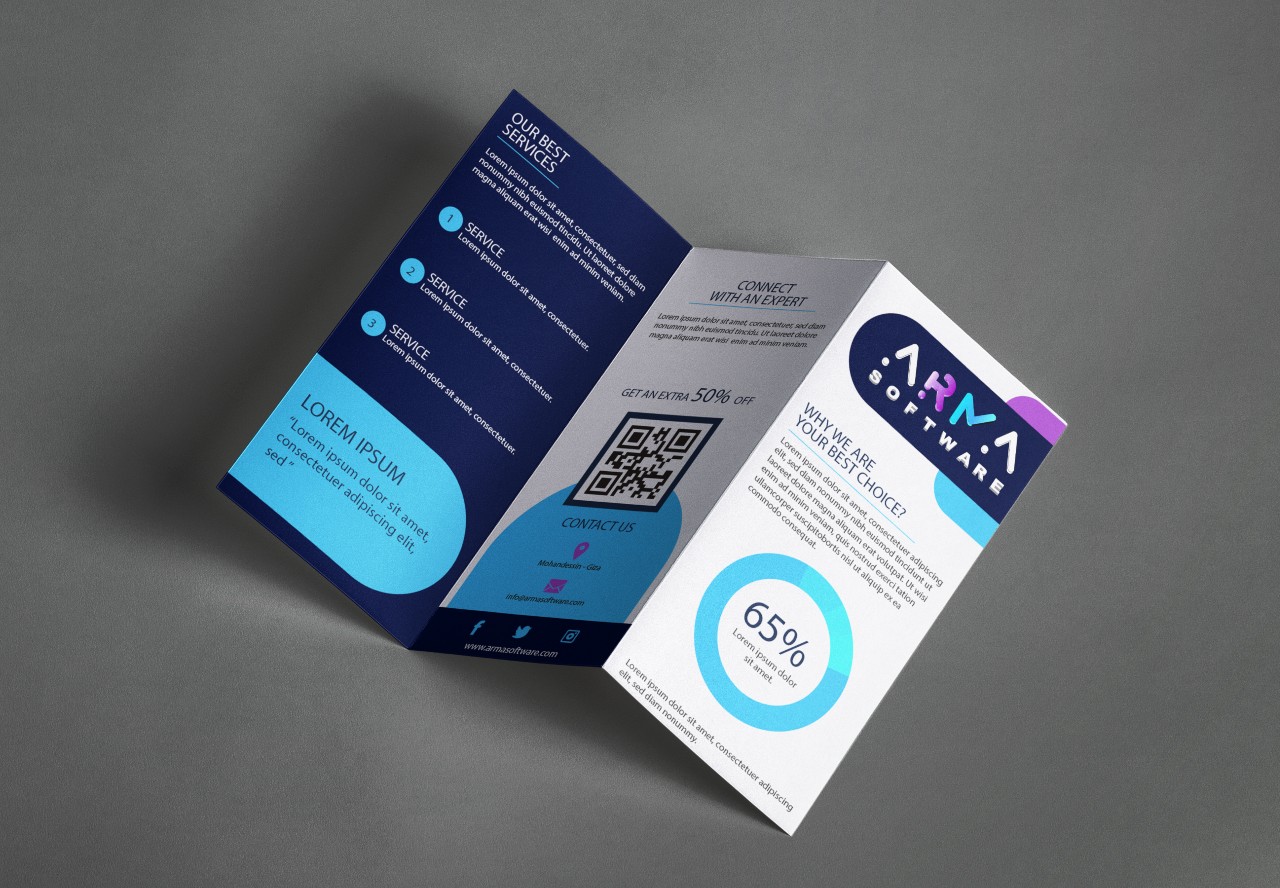 OUR BEST
SERVICES
Lorem ipsum dolor sit amet, consectetuer, sed diam
nonummy nibh euismod tincidu. Ut laoreet dolore
magna aliquam erat wisi enim ad minim veniam.
1
SERVICE
Lorem ipsum dolor sit amet, consectetuer.
2
SERVICE
Lorem ipsum dolor sit amet, consectetuer.
3
SERVICE
Lorem ipsum dolor sit amet, consectetuer.
LOREM IPSUM
“Lorem ipsum dolor sit amet,
consectetuer adipiscing elit,
sed ”
CONNECT
WITH AN EXPERT
Lorem ipsum dolor sit amet, consectetuer, sed diam
nonummy nibh euismod tincidu. Ut laoreet dolore
magna aliquam erat wisi enim ad minim veniam.
GET AN EXTRA 50% OFF
CONTACT US
Mohandessin - Giza
info@armasoftware.com
www.armasoftware.com
ARMA
SOFTWARE
WHY WE ARE
YOUR BEST CHOICE?
Lorem ipsum dolor sit amet, consectetuer adipiscing
elit, sed diam nonummy nibh euismod tincidunt ut
laoreet dolore magna aliquam erat volutpat. Ut wisi
enim ad minim veniam, quis nostrud exerci tation
ullamcorper suscipitobortis nisl ut aliquip ex ea
commodo consequat.
65%
Lorem ipsum dolor
sit amet.
Lorem ipsum dolor sit amet, consectetuer adipiscing
elit, sed diam nonummy.